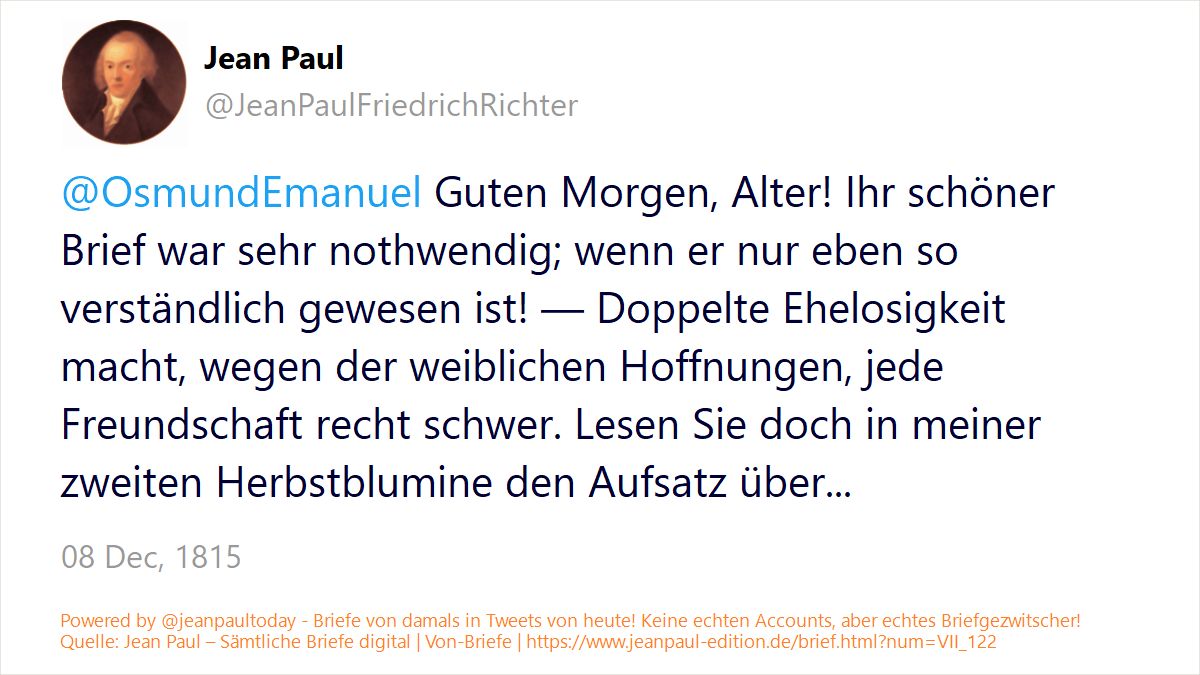 Jean Paul
@JeanPaulFriedrichRichter
@OsmundEmanuel Guten Morgen, Alter! Ihr schöner
Brief war sehr nothwendig; wenn er nur eben so
verständlich gewesen ist! — Doppelte Ehelosigkeit
macht, wegen der weiblichen Hoffnungen, jede
Freundschaft recht schwer. Lesen Sie doch in meiner
zweiten Herbstblumine den Aufsatz über...
08 Dec, 1815
Powered by @jeanpaultoday - Briefe von damals in Tweets von heute! Keine echten Accounts, aber echtes Briefgezwitscher!
Quelle: Jean Paul – Sämtliche Briefe digital | Von-Briefe | https://www.jeanpaul-edition.de/brief.html?num=VII_122